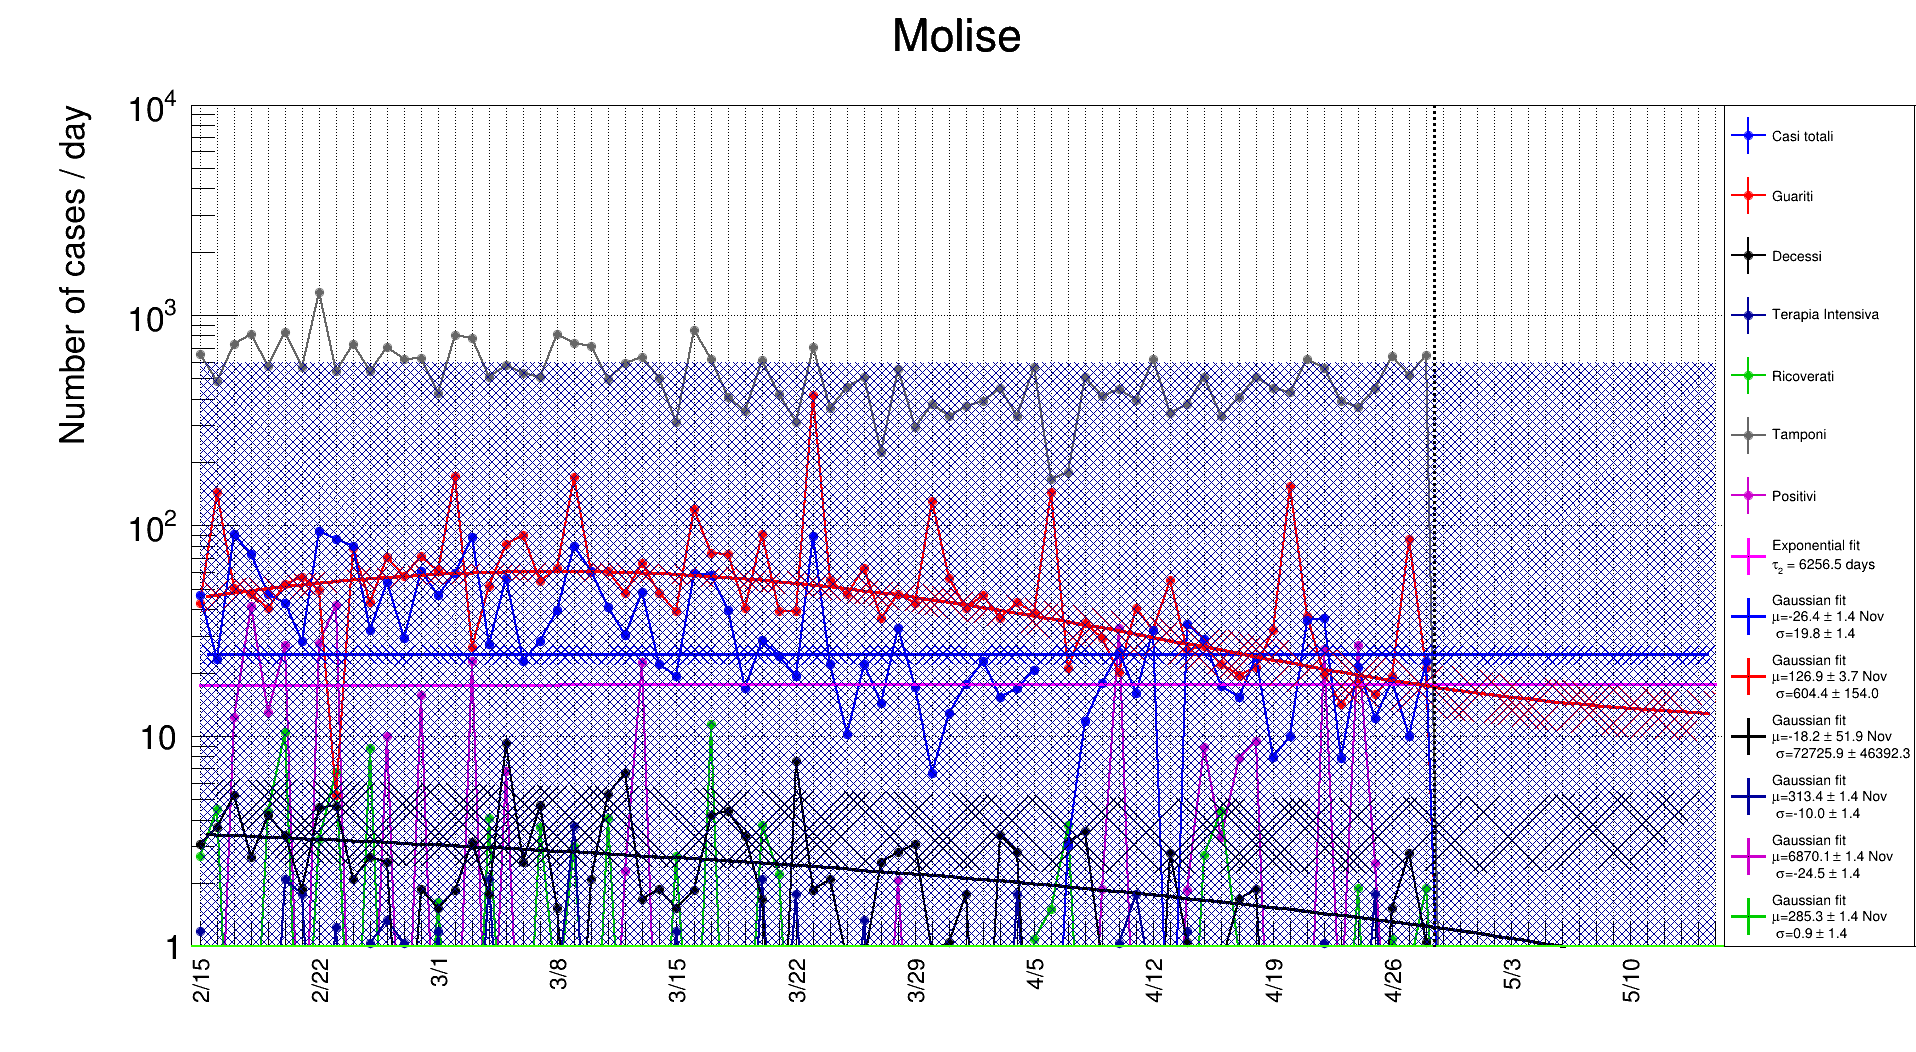 Molise
Number of cases / day
10^4
10^3
10^2
10
1
2/15
2/22
3/1
3/8
3/15
3/22
3/29
4/5
4/12
4/19
4/26
5/3
5/10
Casi totali
Guariti
Decessi
Terapia Intensiva
Ricoverati
Tamponi
Positivi
Exponential fit
τ₂ = 6256.5 days
Gaussian fit
μ=-26.4 ± 1.4 Nov
σ=19.8 ± 1.4
Gaussian fit
μ=126.9 ± 3.7 Nov
σ=604.4 ± 154.0
Gaussian fit
μ=-18.2 ± 51.9 Nov
σ=72725.9 ± 46392.3
Gaussian fit
μ=313.4 ± 1.4 Nov
σ=-10.0 ± 1.4
Gaussian fit
μ=6870.1 ± 1.4 Nov
σ=-24.5 ± 1.4
Gaussian fit
μ=285.3 ± 1.4 Nov
σ=0.9 ± 1.4